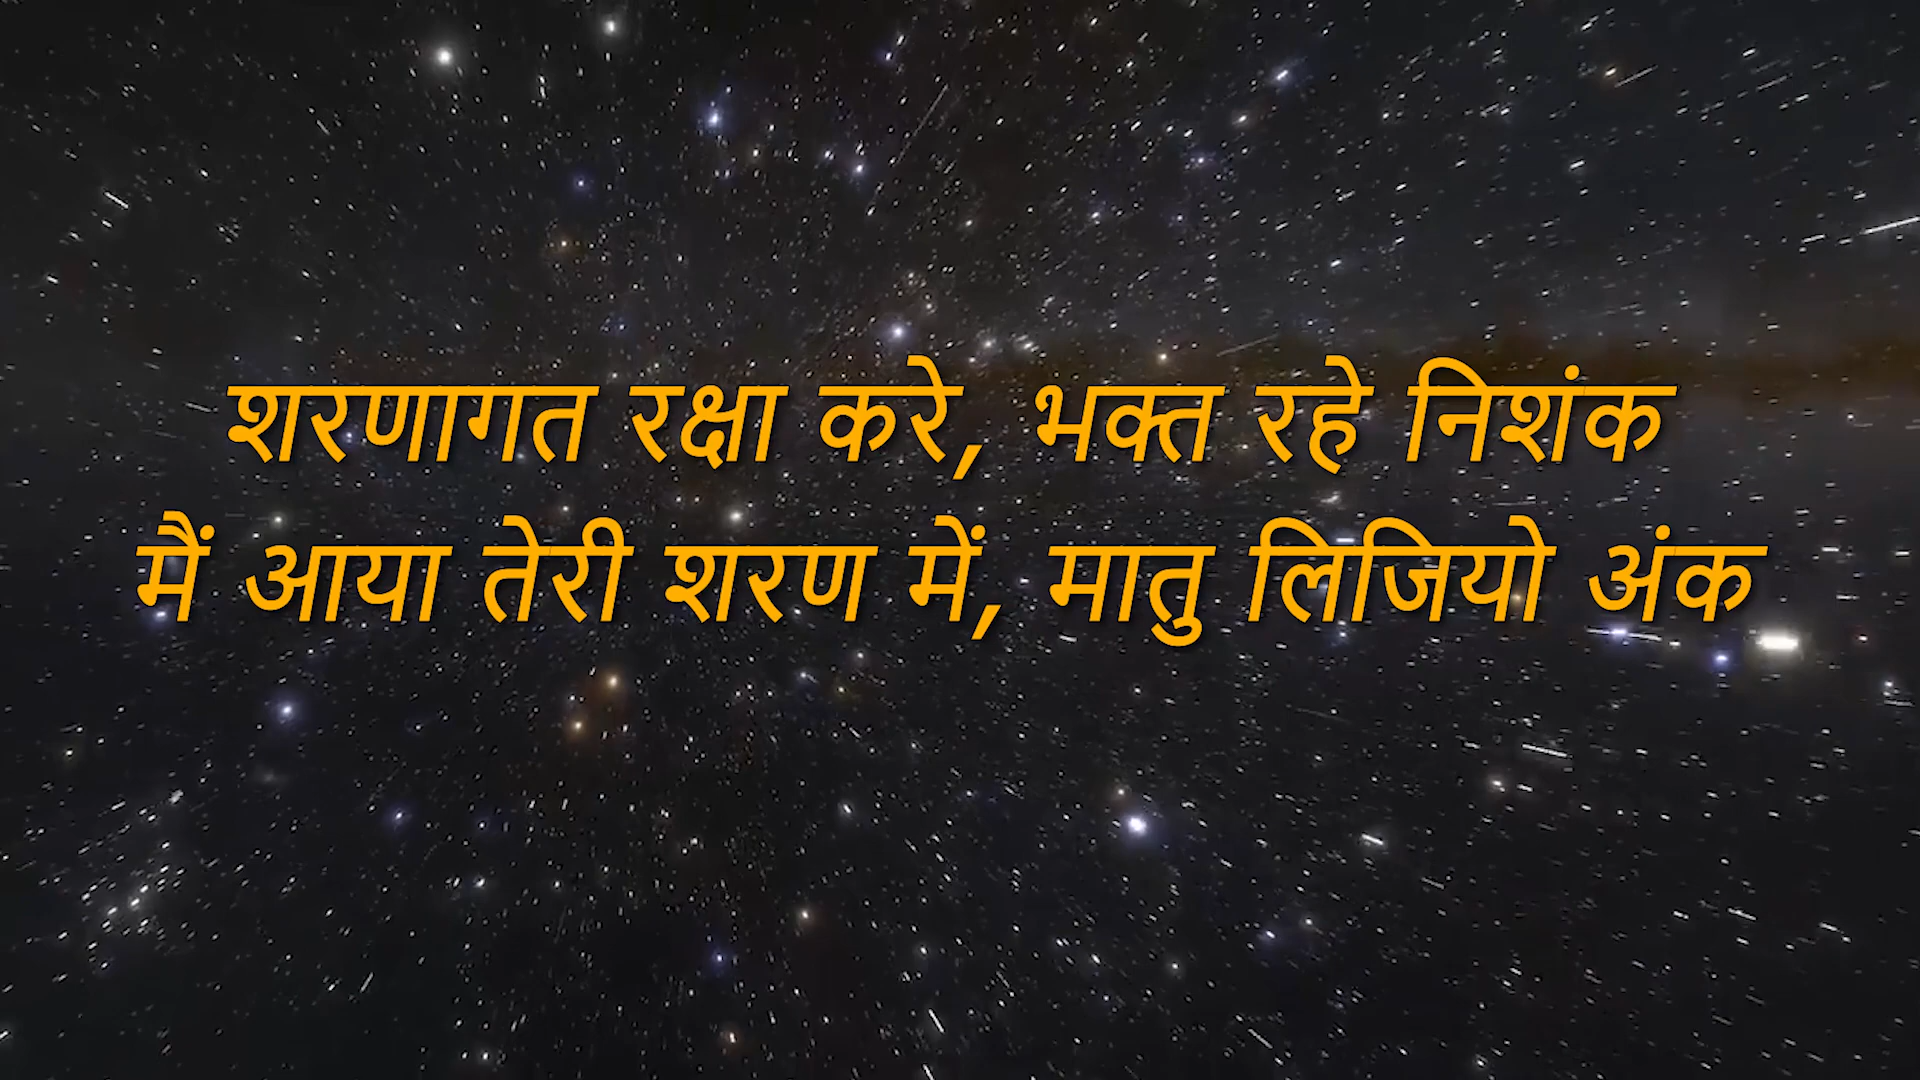 शरणागत रक्षा करे, भक्त रहे निशंक
मैं आया तेरी शरण में, मातु लिजियो अंक